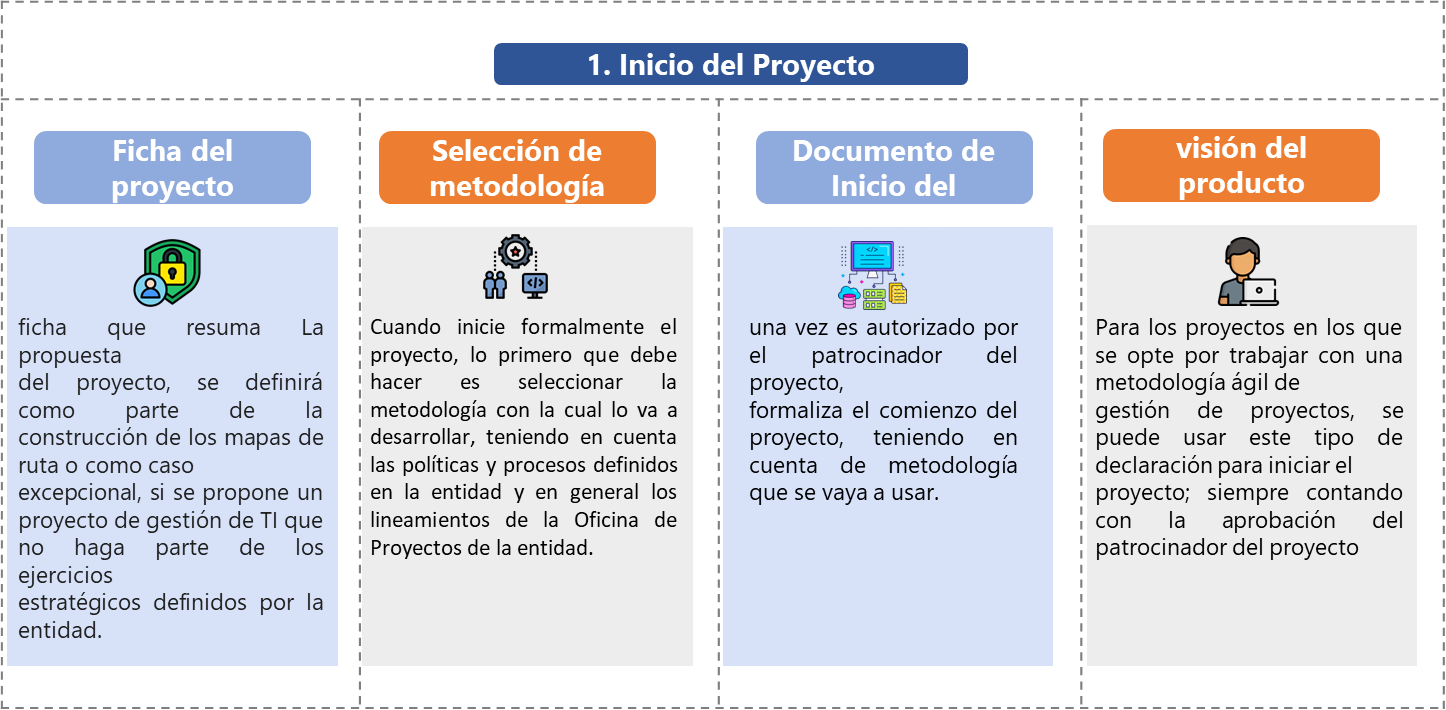 1. Inicio del Proyecto
Ficha del
proyecto
ficha que resuma La
propuesta
del proyecto, se definirá
como parte de la
construcción de los mapas de
ruta o como caso
excepcional, si se propone un
proyecto de gestión de TI que
no haga parte de los
ejercicios
estratégicos definidos por la
entidad.
Selección de
metodología
Cuando inicie formalmente el
proyecto, lo primero que debe
hacer es seleccionar la
metodología con la cual lo va a
desarrollar, teniendo en cuenta
las políticas y procesos definidos
en la entidad y en general los
lineamientos de la Oficina de
Proyectos de la entidad.
Documento de
Inicio del
una vez es autorizado por
el patrocinador del
proyecto,
formaliza el comienzo del
proyecto, teniendo en
cuenta de metodología
que se vaya a usar.
visión del
producto
Para los proyectos en los que
se opte por trabajar con una
metodología ágil de
gestión de proyectos, se
puede usar este tipo de
declaración para iniciar el
proyecto; siempre contando
con la aprobación del
patrocinador del proyecto